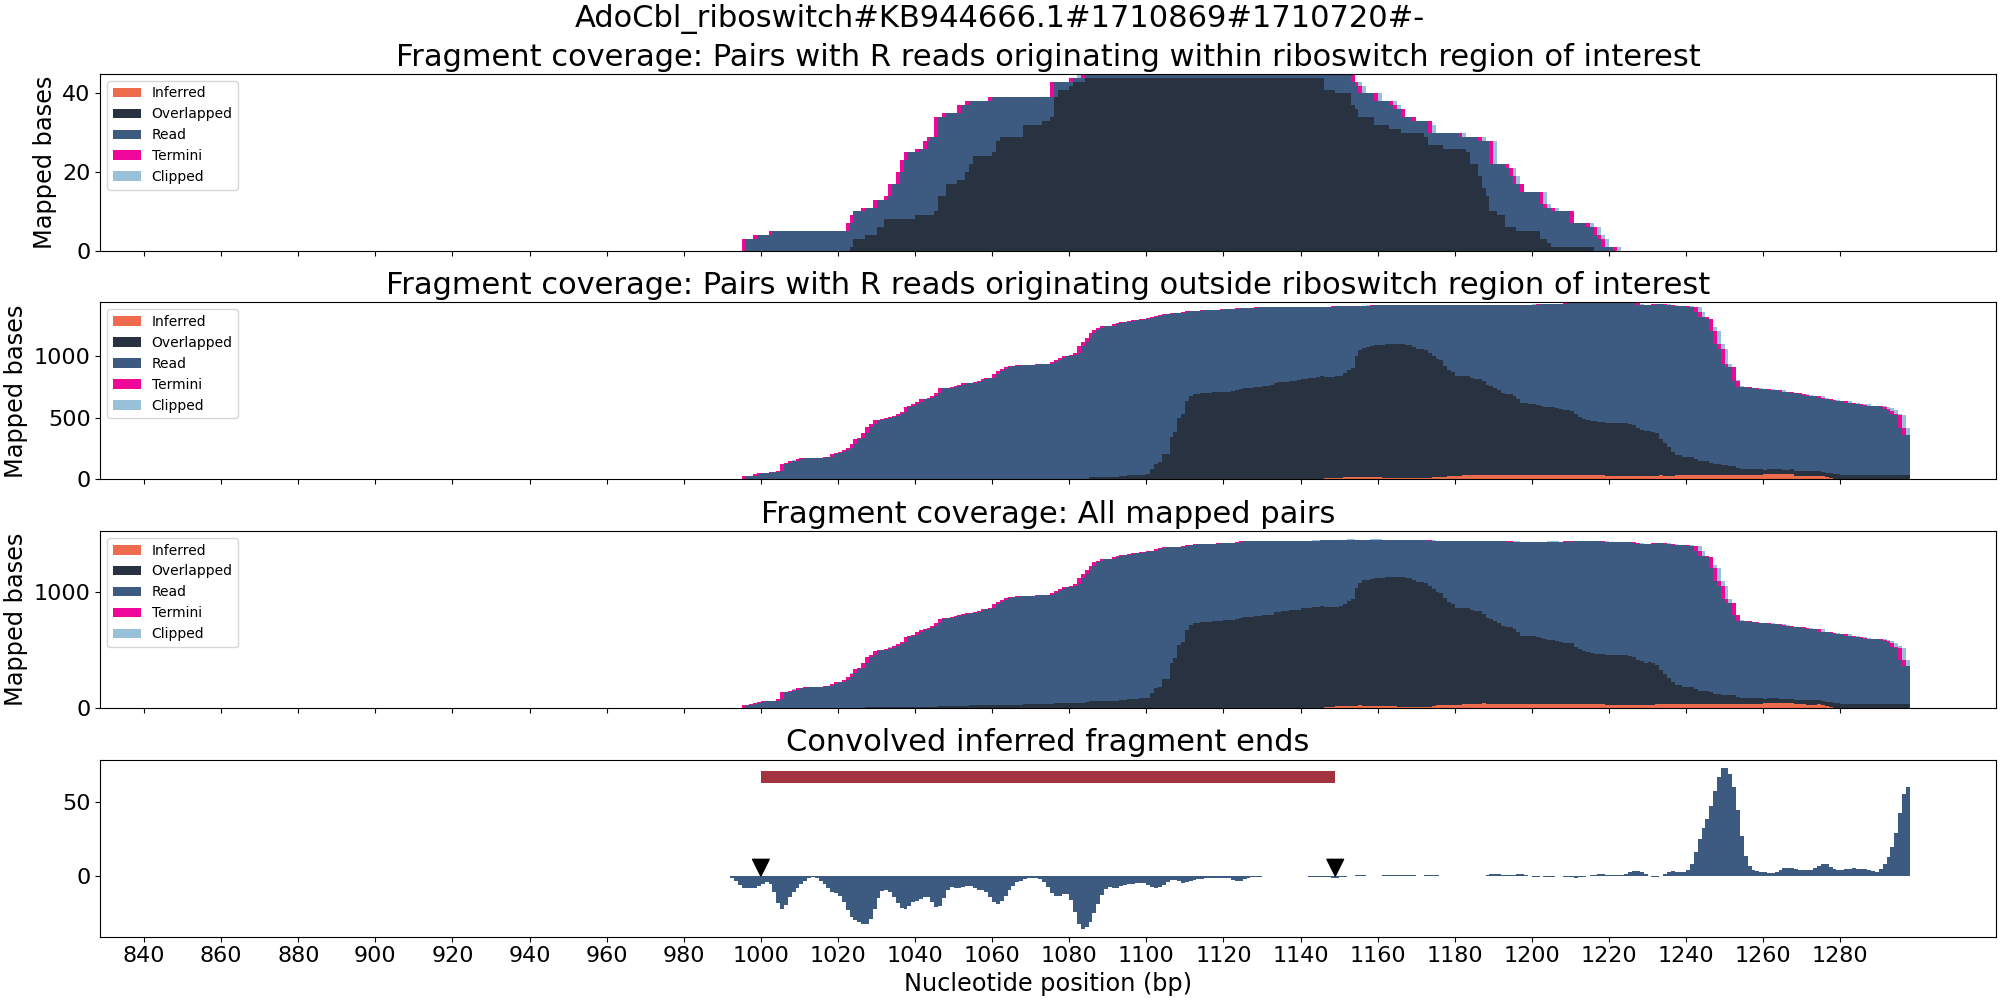 AdoCbl_riboswitch#KB944666.1#1710869#1710720#-
Fragment coverage: Pairs with R reads originating within riboswitch region of interest
Mapped bases
40
20
0
Inferred
Overlapped
Read
Termini
Clipped
Fragment coverage: Pairs with R reads originating outside riboswitch region of interest
Mapped bases
1000
500
0
Inferred
Overlapped
Read
Termini
Clipped
Fragment coverage: All mapped pairs
Mapped bases
1000
0
Inferred
Overlapped
Read
Termini
Clipped
Convolved inferred fragment ends
50
0
840 860 880 900 920 940 960 980 1000 1020 1040 1060 1080 1100 1120 1140 1160 1180 1200 1220 1240 1260 1280
Nucleotide position (bp)